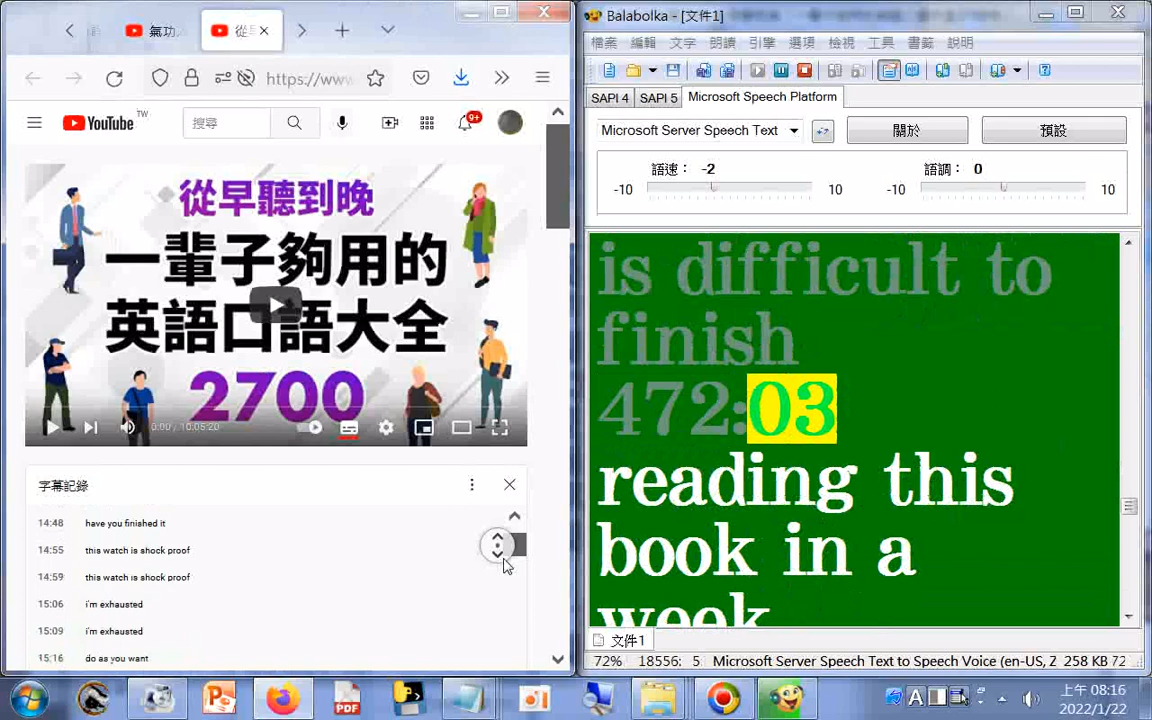 氣功
從
https://www
YouTube TW
搜尋
9+
從早聽到晚
一輩子夠用的
英語口語大全
2700
0:00 / 10:05:20
字幕記錄
14:48 have you finished it
14:55 this watch is shock proof
14:59 this watch is shock proof
15:06 i'm exhausted
15:09 i'm exhausted
15:16 do as you want
Balabolka - [文件1]
檔案 編輯 文字 朗讀 引擎 選項 檢視 工具 書籤 說明
SAPI 4 SAPI 5 Microsoft Speech Platform
Microsoft Server Speech Text 關於 預設
語速： -2 語調： 0
-10 10 -10 10
is difficult to
finish
472:03
reading this
book in a
week
文件1
72% 18556: 5 Microsoft Server Speech Text to Speech Voice (en-US, Z 258 KB 72
PDF
A
上午 08:16
2022/1/22